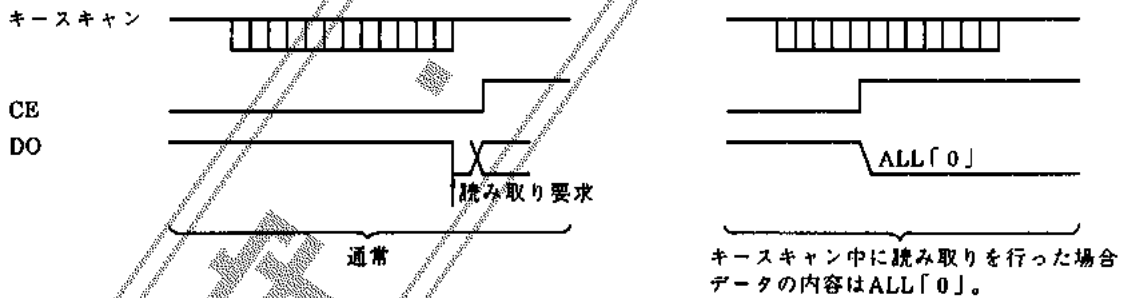 キースキャン
CE
DO
読み取り要求
通常
ALL「0」
キースキャン中に読み取りを行った場合
データの内容はALL「0」。